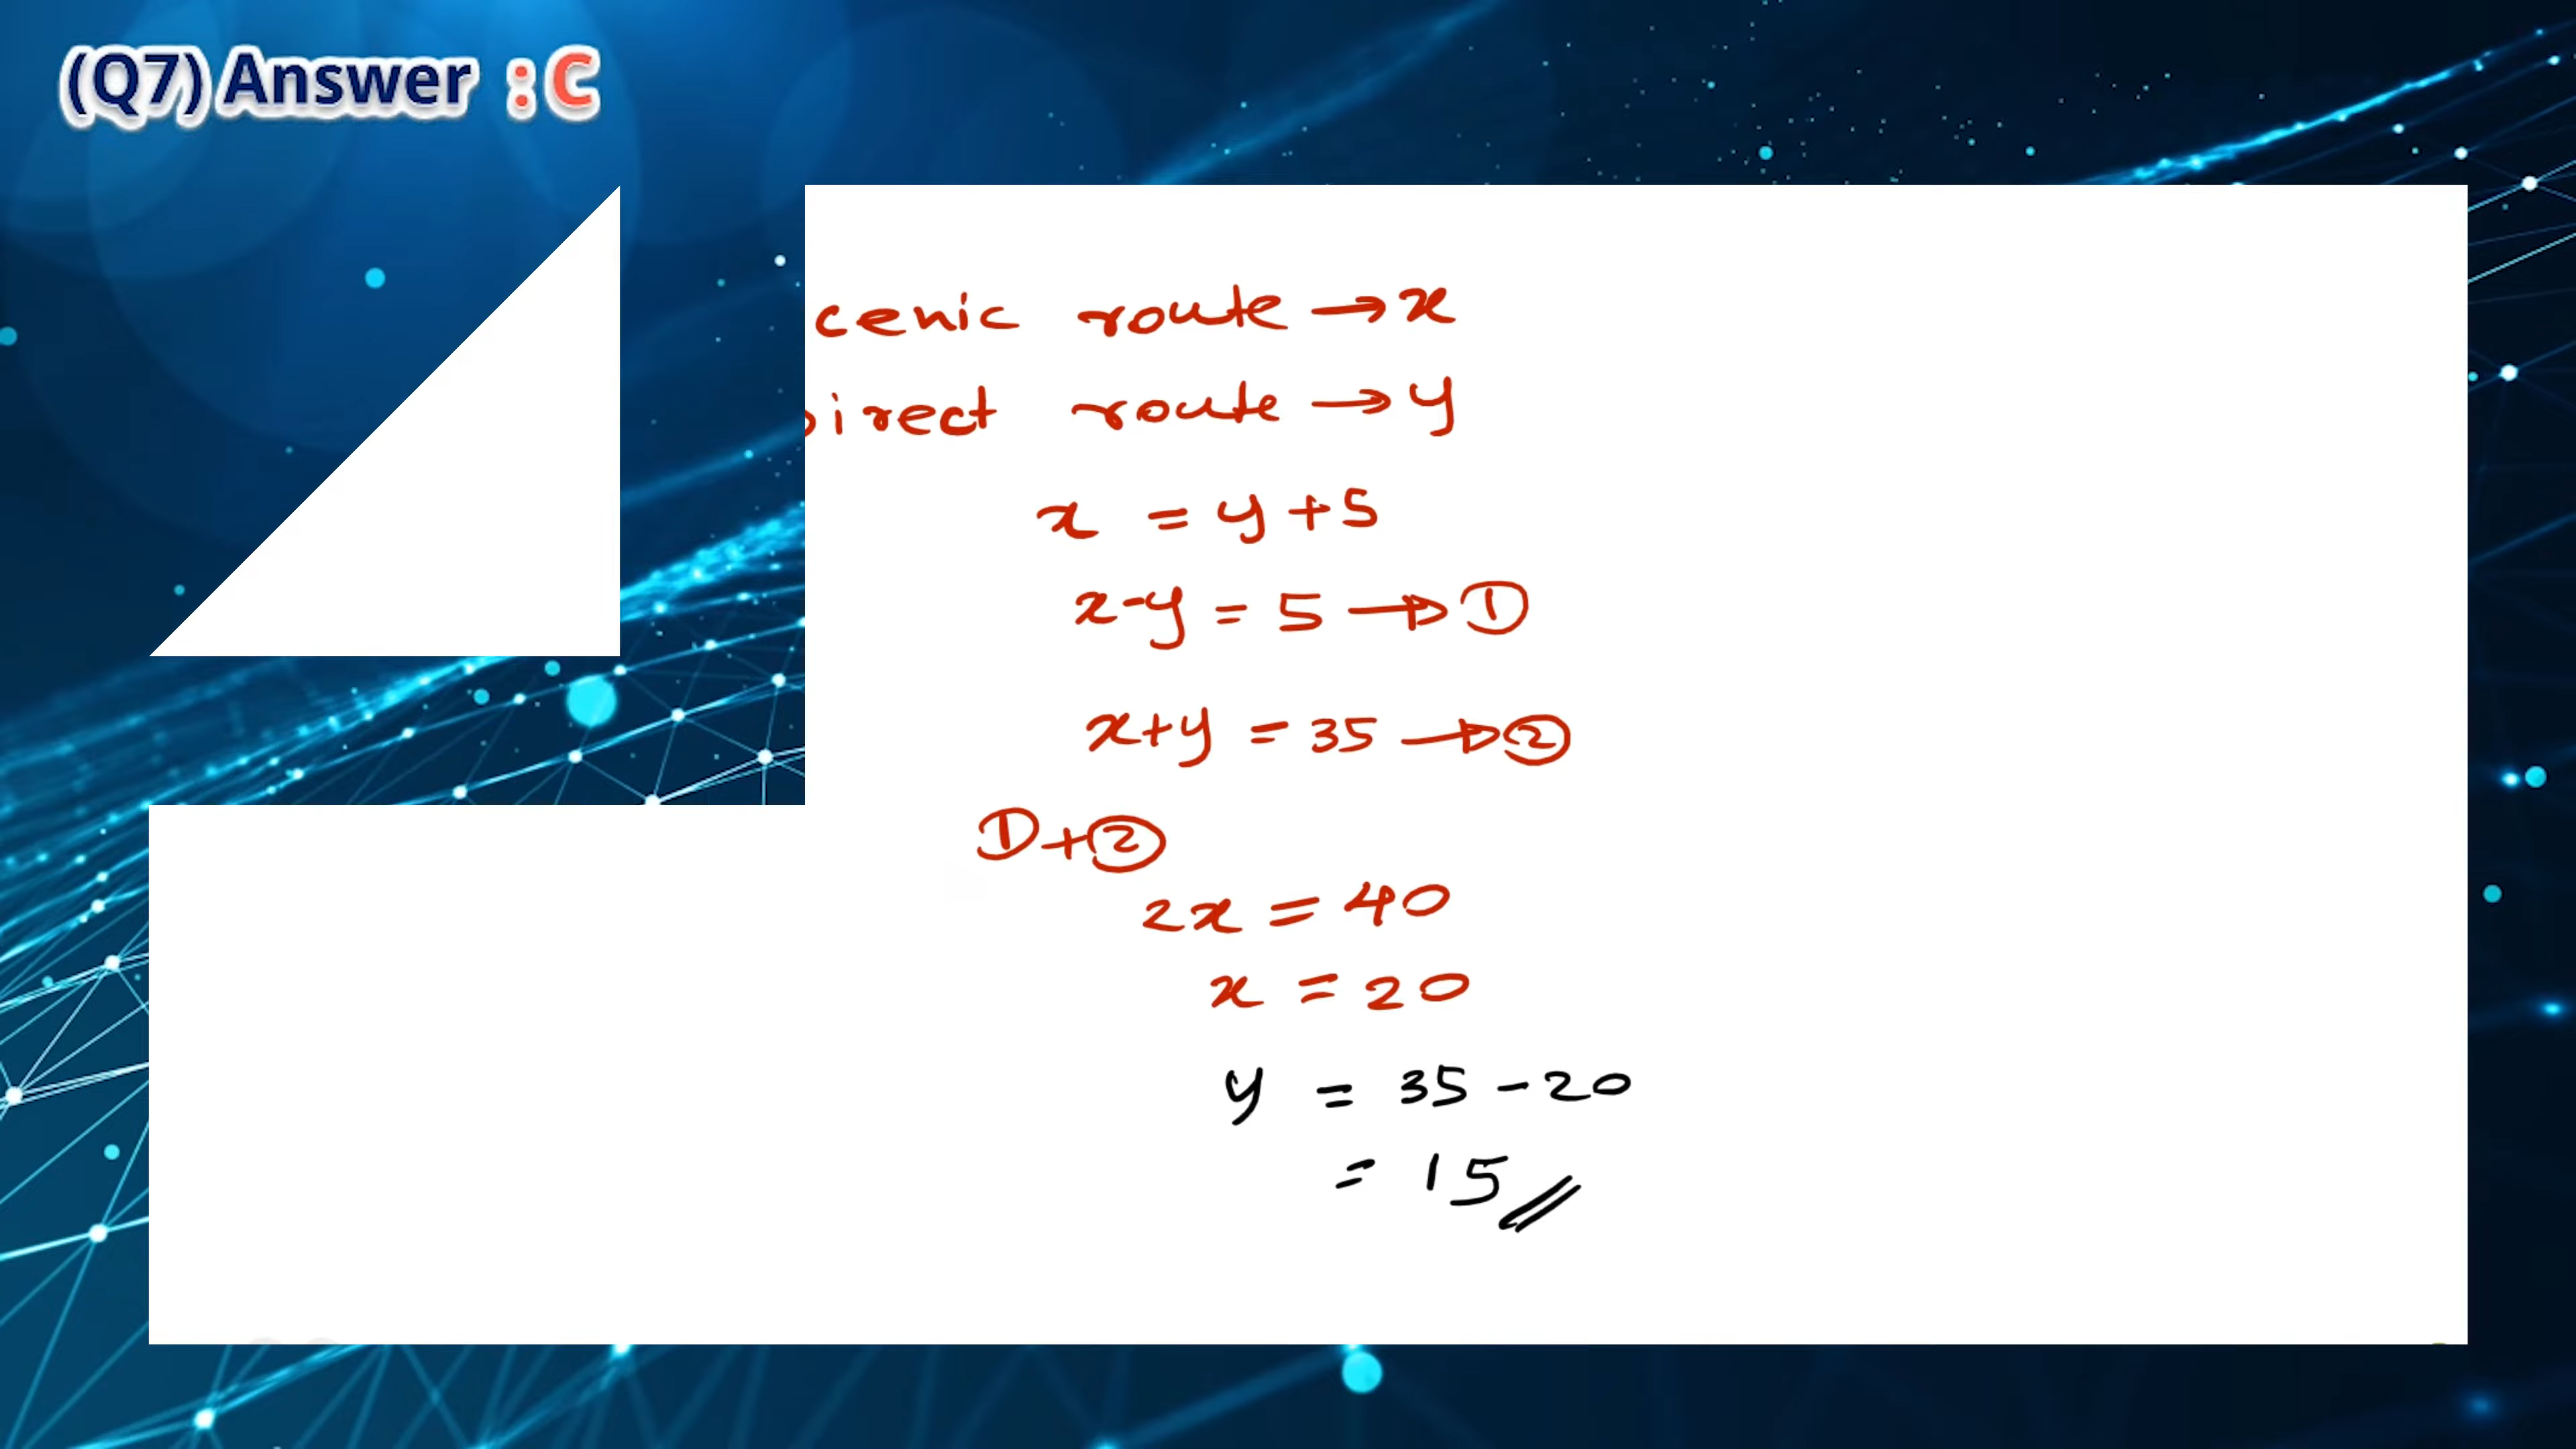 (Q7) Answer : C
cenic route → x
irect route → y
x = y + 5
x - y = 5 → ①
x + y = 35 → ②
① + ②
2x = 40
x = 20
y = 35 - 20
= 15 //